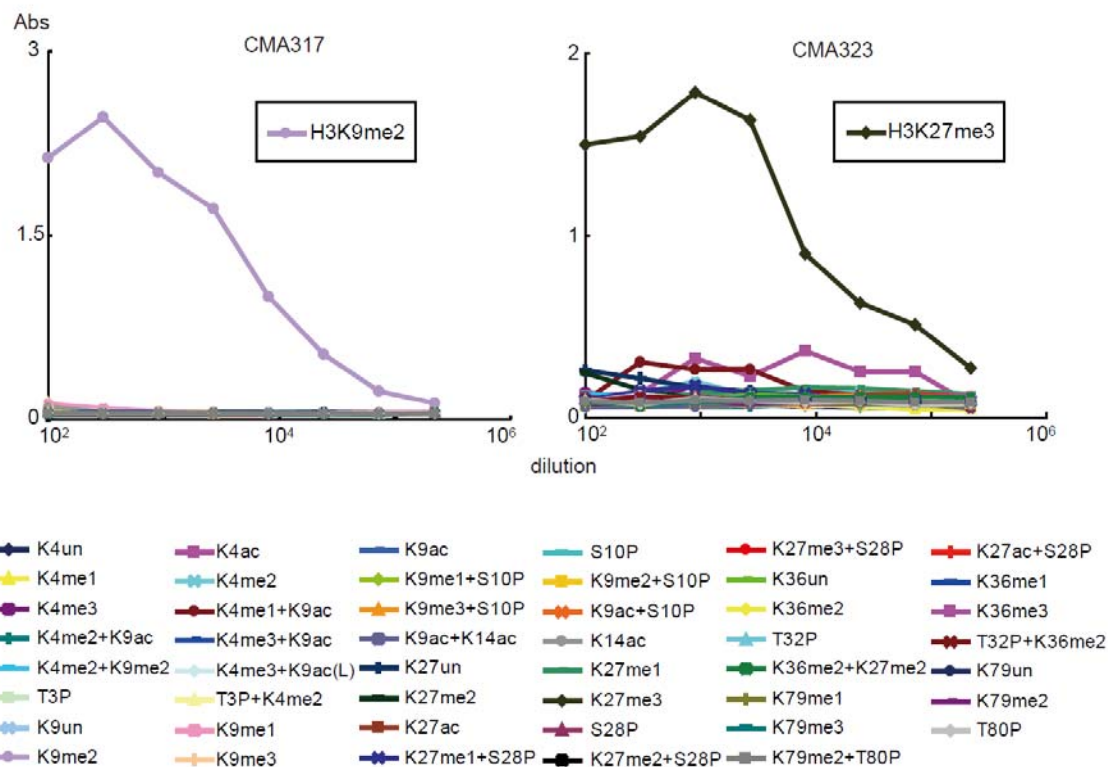 Abs
CMA317
CMA323
3
1.5
0
H3K9me2
10²
10⁴
10⁶
2
1
0
H3K27me3
10²
10⁴
10⁶
dilution
K4un
K4me1
K4me3
K4me2+K9ac
K4me2+K9me2
T3P
K9un
K9me2
K4ac
K4me2
K4me1+K9ac
K4me3+K9ac
K4me3+K9ac(L)
T3P+K4me2
K9me1
K9me3
K9ac
K9me1+S10P
K9me3+S10P
K9ac+K14ac
K27un
K27me2
K27ac
K27me1+S28P
S10P
K9me2+S10P
K9ac+S10P
K14ac
K27me1
K27me3
S28P
K27me2+S28P
K27me3+S28P
K36un
K36me2
T32P
K36me2+K27me2
K79me1
K79me3
K79me2+T80P
K27ac+S28P
K36me1
K36me3
T32P+K36me2
K79un
K79me2
T80P